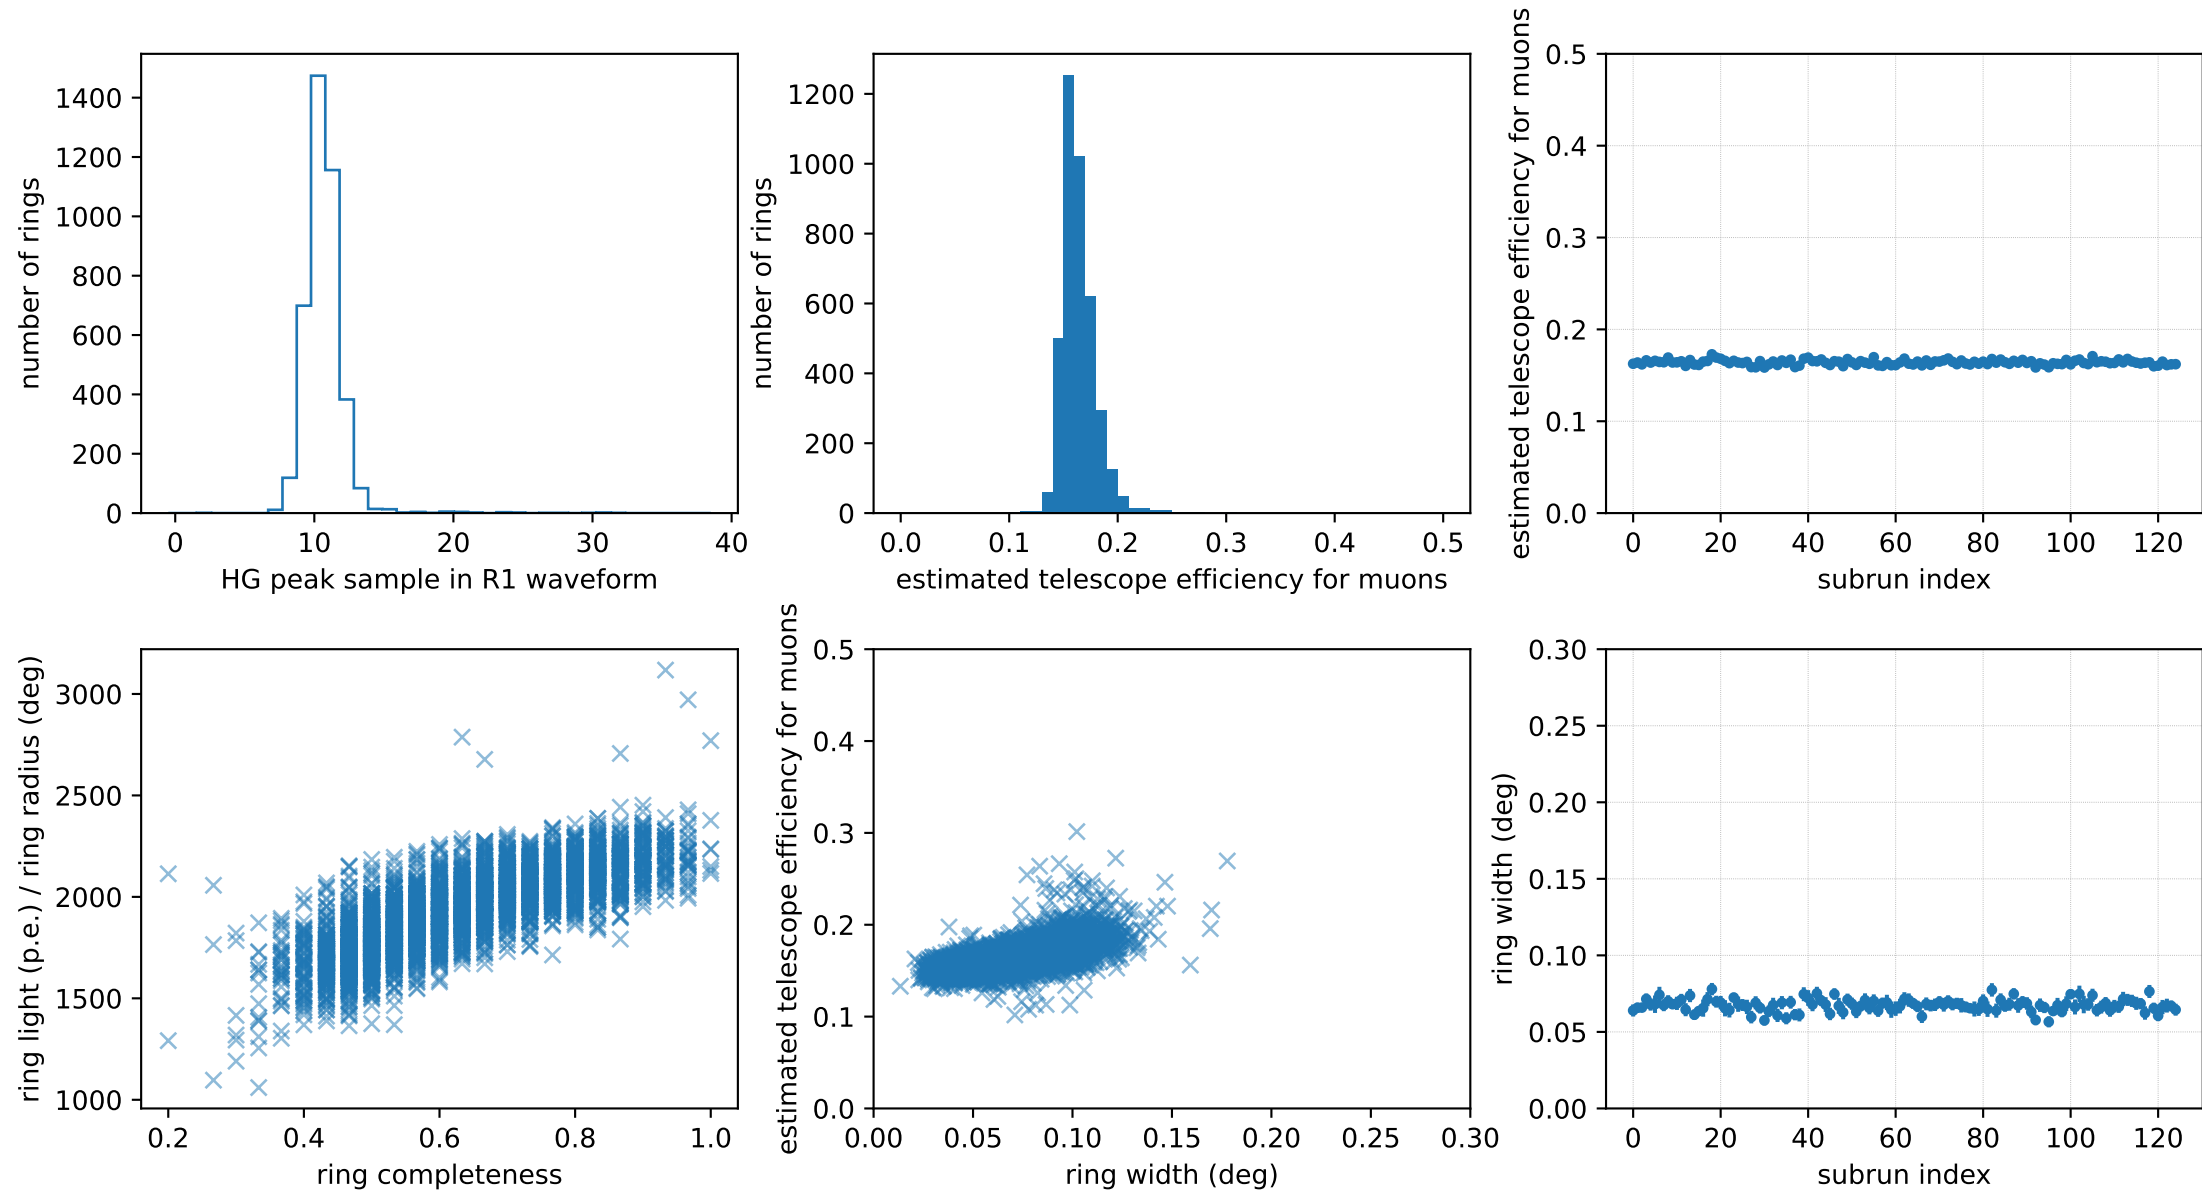 number of rings
1400
1200
1000
800
600
400
200
0
0 10 20 30 40
HG peak sample in R1 waveform
number of rings
1200
1000
800
600
400
200
0
0.0 0.1 0.2 0.3 0.4 0.5
estimated telescope efficiency for muons
estimated telescope efficiency for muons
0.5
0.4
0.3
0.2
0.1
0.0
0 20 40 60 80 100 120
subrun index
ring light (p.e.) / ring radius (deg)
3000
2500
2000
1500
1000
0.2 0.4 0.6 0.8 1.0
ring completeness
estimated telescope efficiency for muons
0.5
0.4
0.3
0.2
0.1
0.0
0.00 0.05 0.10 0.15 0.20 0.25 0.30
ring width (deg)
ring width (deg)
0.30
0.25
0.20
0.15
0.10
0.05
0.00
0 20 40 60 80 100 120
subrun index